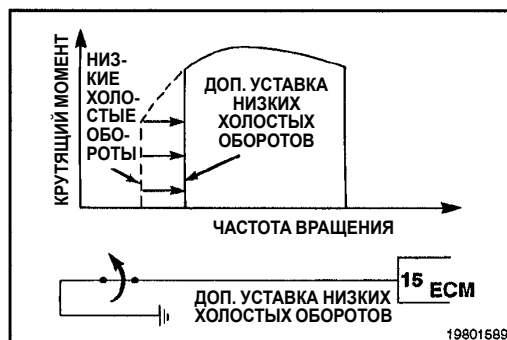 КРУТЯЩИЙ МОМЕНТ
НИЗ-
КИЕ
ХОЛО-
СТЫЕ
ОБО-
РОТЫ
ДОП. УСТАВКА
НИЗКИХ
ХОЛОСТЫХ
ОБОРОТОВ
ЧАСТОТА ВРАЩЕНИЯ
15 ECM
ДОП. УСТАВКА НИЗКИХ
ХОЛОСТЫХ ОБОРОТОВ
19801589